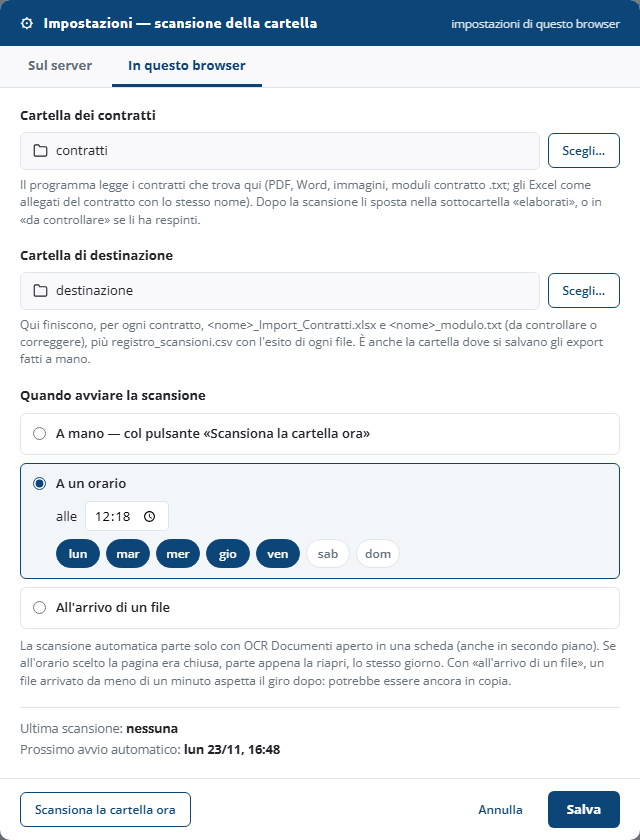 Impostazioni — scansione della cartella
impostazioni di questo browser
Sul server
In questo browser
Cartella dei contratti
contratti
Scegli...
Il programma legge i contratti che trova qui (PDF, Word, immagini, moduli contratto .txt; gli Excel come
allegati del contratto con lo stesso nome). Dopo la scansione li sposta nella sottocartella «elaborati», o in
«da controllare» se li ha respinti.
Cartella di destinazione
destinazione
Scegli...
Qui finiscono, per ogni contratto, <nome>_Import_Contratti.xlsx e <nome>_modulo.txt (da controllare o
correggere), più registro_scansioni.csv con l'esito di ogni file. È anche la cartella dove si salvano gli export
fatti a mano.
Quando avviare la scansione
A mano — col pulsante «Scansiona la cartella ora»
A un orario
alle 12:18
lun mar mer gio ven sab dom
All'arrivo di un file
La scansione automatica parte solo con OCR Documenti aperto in una scheda (anche in secondo piano). Se
all'orario scelto la pagina era chiusa, parte appena la riapri, lo stesso giorno. Con «all'arrivo di un file», un
file arrivato da meno di un minuto aspetta il giro dopo: potrebbe essere ancora in copia.
Ultima scansione: nessuna
Prossimo avvio automatico: lun 23/11, 16:48
Scansiona la cartella ora
Annulla
Salva